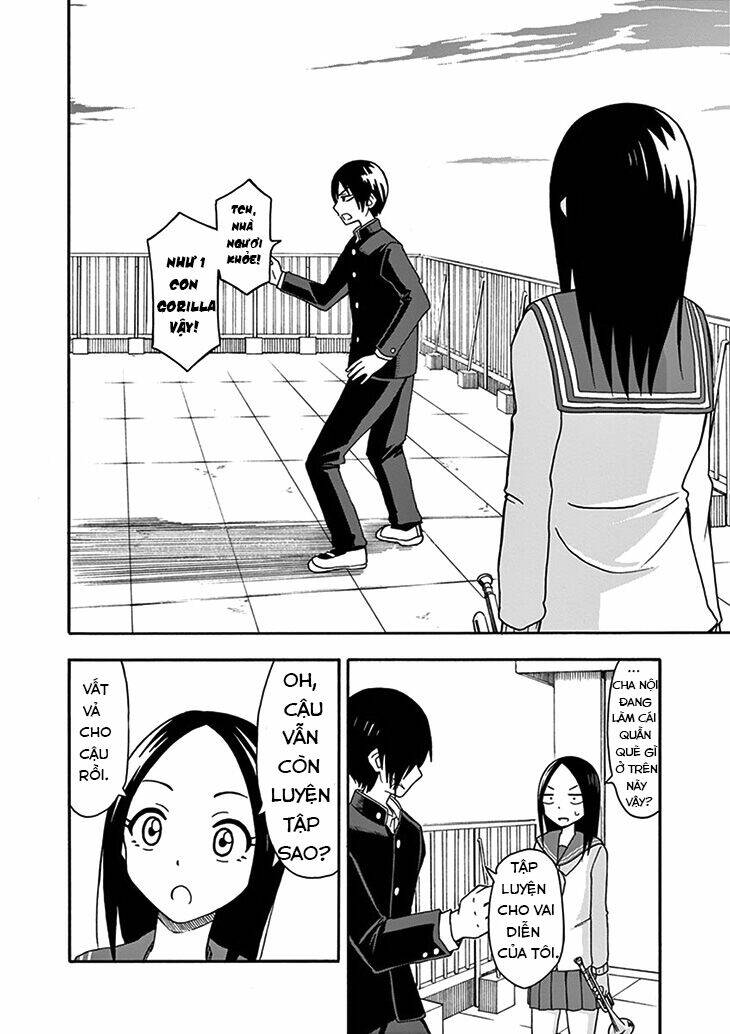 TCH,
NHÀ
NGƯƠI
KHỎE!
NHƯ 1
CON
GORILLA
VẬY!
...
CHA NỘI
ĐANG
LÀM CÁI
QUẦN
QUÈ GÌ
Ở TRÊN
NÀY
VẬY?
TẬP
LUYỆN
CHO VAI
DIỄN
CỦA TÔI.
OH,
CẬU
VẪN
CÒN
LUYỆN
TẬP
SAO?
VẤT
VẢ
CHO
CẬU
RỒI.